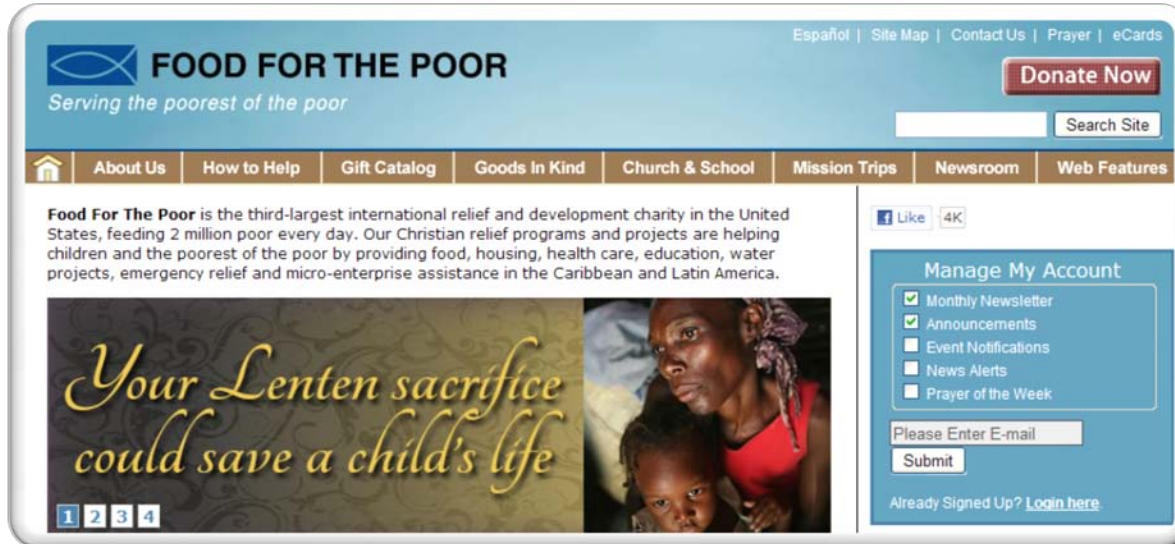 Español | Site Map | Contact Us | Prayer | eCards
FOOD FOR THE POOR
Serving the poorest of the poor
Donate Now
Search Site
About Us
How to Help
Gift Catalog
Goods In Kind
Church & School
Mission Trips
Newsroom
Web Features
Food For The Poor is the third-largest international relief and development charity in the United
States, feeding 2 million poor every day. Our Christian relief programs and projects are helping
children and the poorest of the poor by providing food, housing, health care, education, water
projects, emergency relief and micro-enterprise assistance in the Caribbean and Latin America.
Your Lenten sacrifice
could save a child's life
1 2 3 4
f Like 4K
Manage My Account
Monthly Newsletter
Announcements
Event Notifications
News Alerts
Prayer of the Week
Please Enter E-mail
Submit
Already Signed Up? Login here.